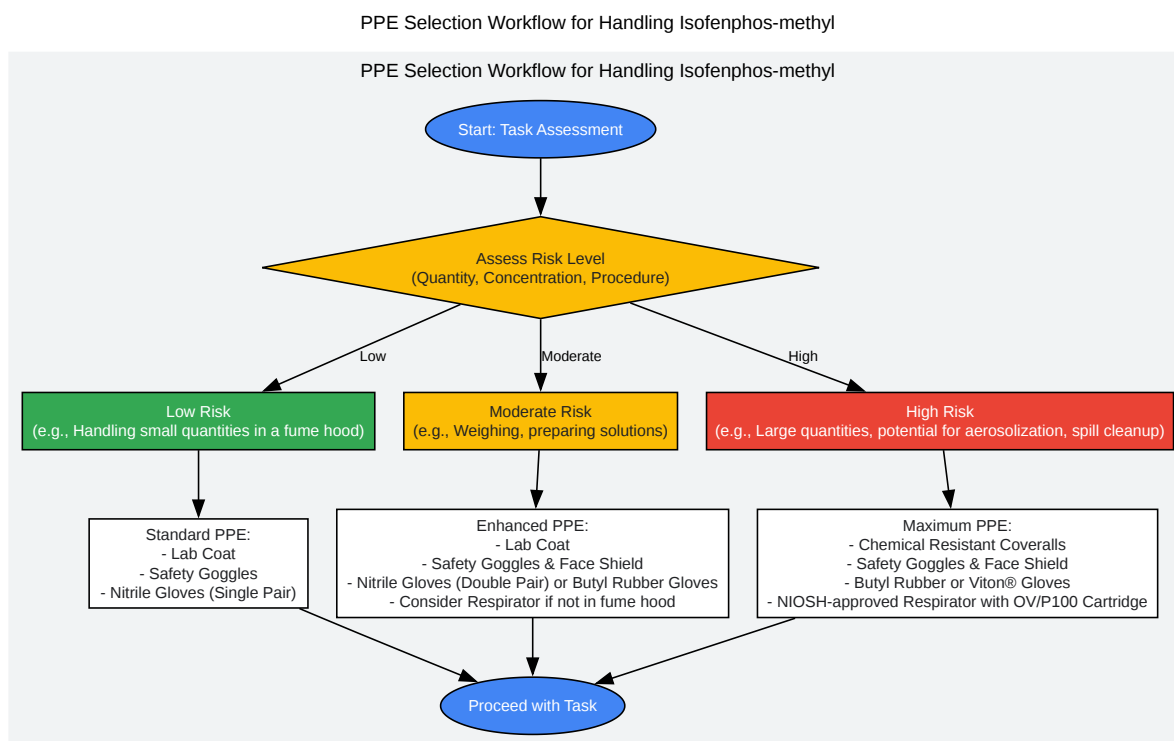 PPE Selection Workflow for Handling Isofenphos-methyl
PPE Selection Workflow for Handling Isofenphos-methyl
Start: Task Assessment
Assess Risk Level
(Quantity, Concentration, Procedure)
Low
Moderate
High
Low Risk
(e.g., Handling small quantities in a fume hood)
Moderate Risk
(e.g., Weighing, preparing solutions)
High Risk
(e.g., Large quantities, potential for aerosolization, spill cleanup)
Standard PPE:
- Lab Coat
- Safety Goggles
- Nitrile Gloves (Single Pair)
Enhanced PPE:
- Lab Coat
- Safety Goggles & Face Shield
- Nitrile Gloves (Double Pair) or Butyl Rubber Gloves
- Consider Respirator if not in fume hood
Maximum PPE:
- Chemical Resistant Coveralls
- Safety Goggles & Face Shield
- Butyl Rubber or Viton® Gloves
- NIOSH-approved Respirator with OV/P100 Cartridge
Proceed with Task